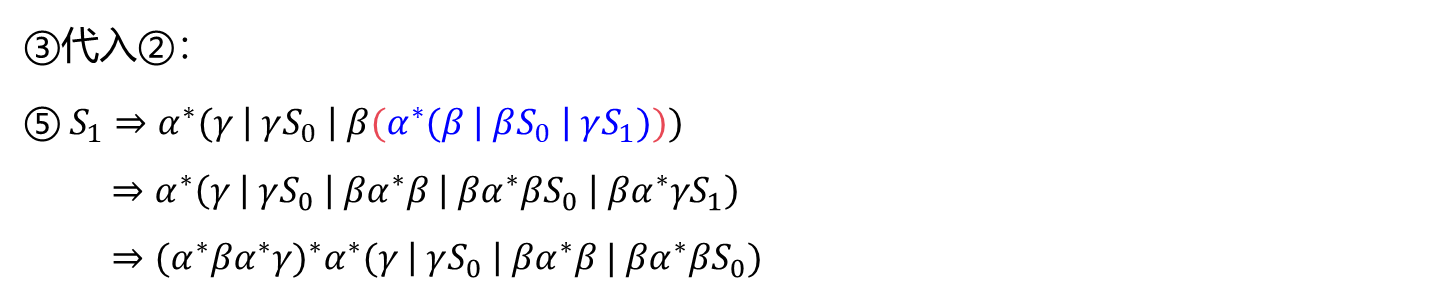 ③代入②：
⑤ S₁ ⇒ α*(γ | γS₀ | β(α*(β | βS₀ | γS₁)))
⇒ α*(γ | γS₀ | βα*β | βα*βS₀ | βα*γS₁)
⇒ (α*βα*γ)*α*(γ | γS₀ | βα*β | βα*βS₀)